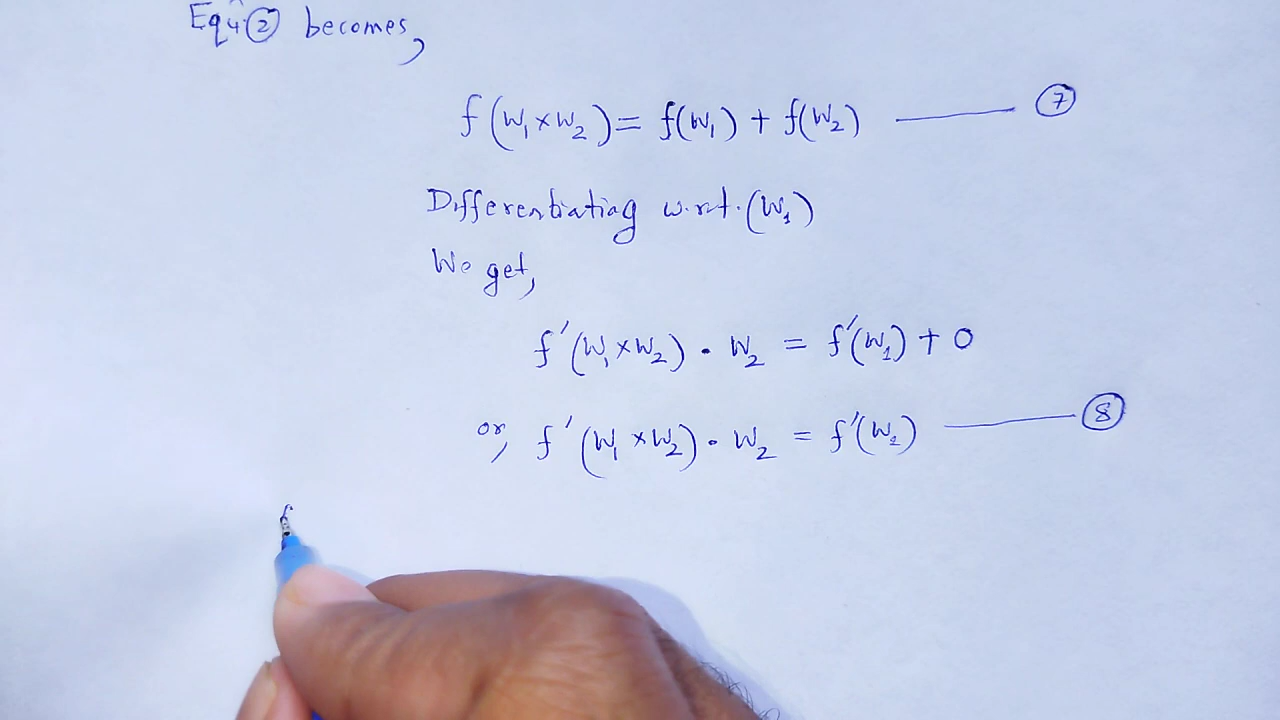 Eqn ② becomes,
f(W₁×W₂) = f(W₁) + f(W₂) —— ⑦
Differentiating w.r.t. (W₁)
We get,
f′(W₁×W₂) · W₂ = f′(W₁) + 0
or, f′(W₁×W₂) · W₂ = f′(W₁) —— ⑧